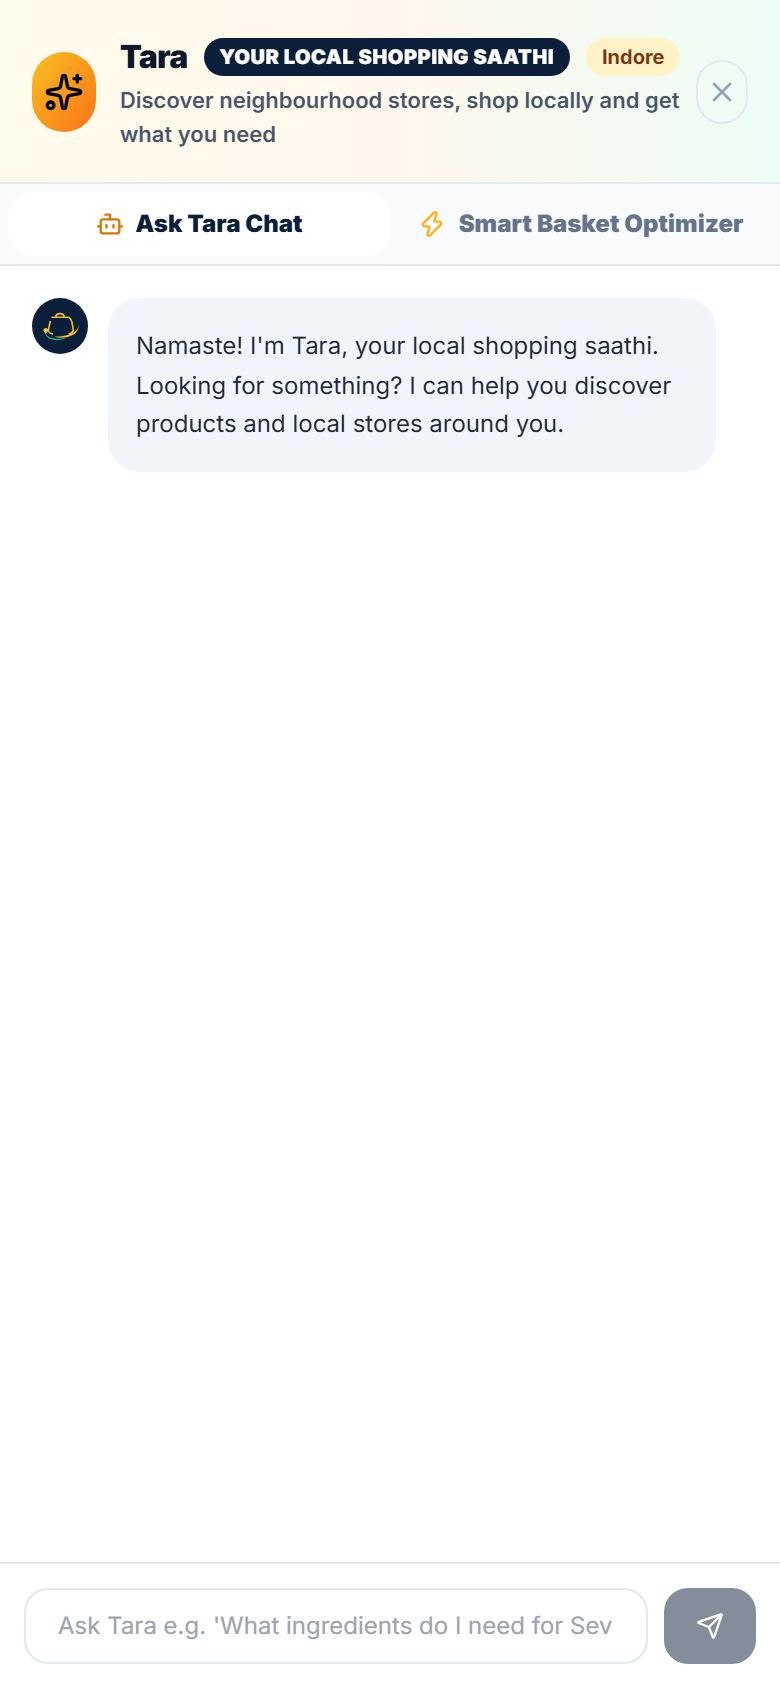 Tara YOUR LOCAL SHOPPING SAATHI Indore
Discover neighbourhood stores, shop locally and get
what you need
Ask Tara Chat Smart Basket Optimizer
Namaste! I'm Tara, your local shopping saathi.
Looking for something? I can help you discover
products and local stores around you.
Ask Tara e.g. 'What ingredients do I need for Sev